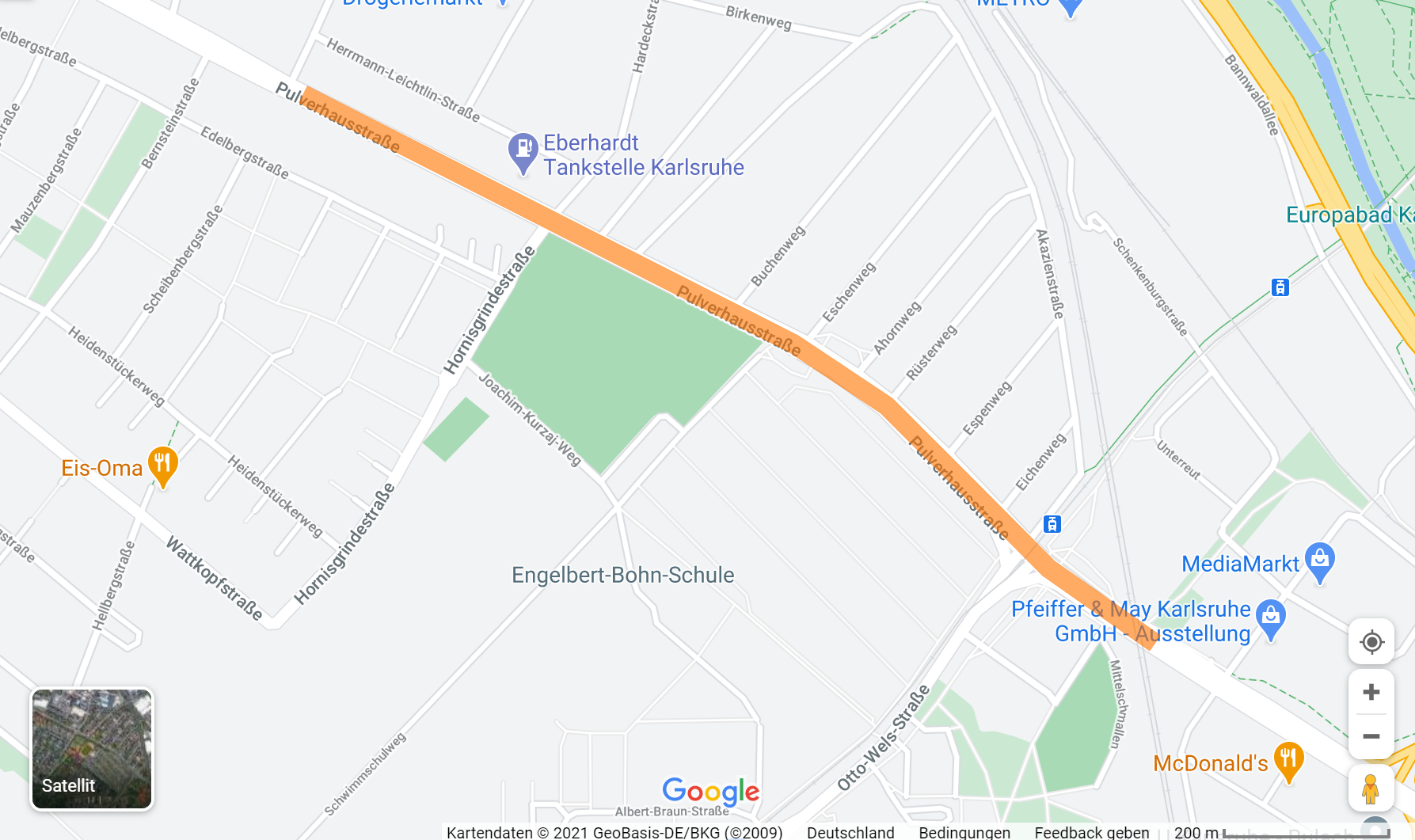 Drogeriemarkt
METRO
Birkenweg
Hardeckstra
Herrmann-Leichtlin-Straße
Pulverhausstraße
Bannwaldallee
Bernsteinstraße
Edelbergstraße
Eberhardt
Tankstelle Karlsruhe
Mauzenbergstraße
Scheibenbergstraße
Europabad Ka
Hornisgrindestraße
Buchenweg
Akazienstraße
Schenkenburgstraße
Eschenweg
Pulverhausstraße
Ahornweg
Rüsterweg
Heidenstückerweg
Joachim-Kurzaj-Weg
Espenweg
Eichenweg
Unterreut
Eis-Oma
Heidenstückerweg
Pulverhausstraße
Hornisgrindestraße
Wattkopfstraße
Hellbergstraße
Engelbert-Bohn-Schule
MediaMarkt
Pfeiffer & May Karlsruhe
GmbH - Ausstellung
Mittelschmallen
Otto-Wels-Straße
Schwimmschulweg
McDonald's
Satellit
Google
Albert-Braun-Straße
Kartendaten © 2021 GeoBasis-DE/BKG (©2009) Deutschland Bedingungen Feedback geben 200 m